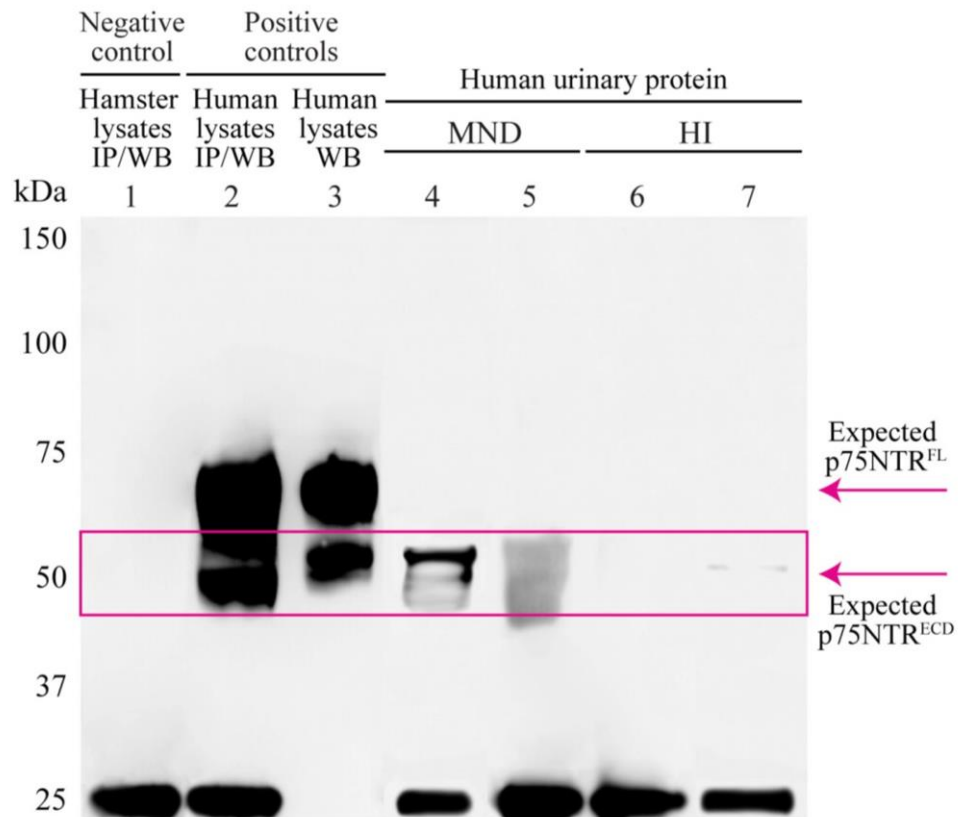 Negative control
Positive controls
Human urinary protein
Hamster lysates IP/WB
Human lysates IP/WB
Human lysates WB
MND
HI
kDa
1 2 3 4 5 6 7
150
100
75
Expected p75NTR^FL
50
Expected p75NTR^ECD
37
25